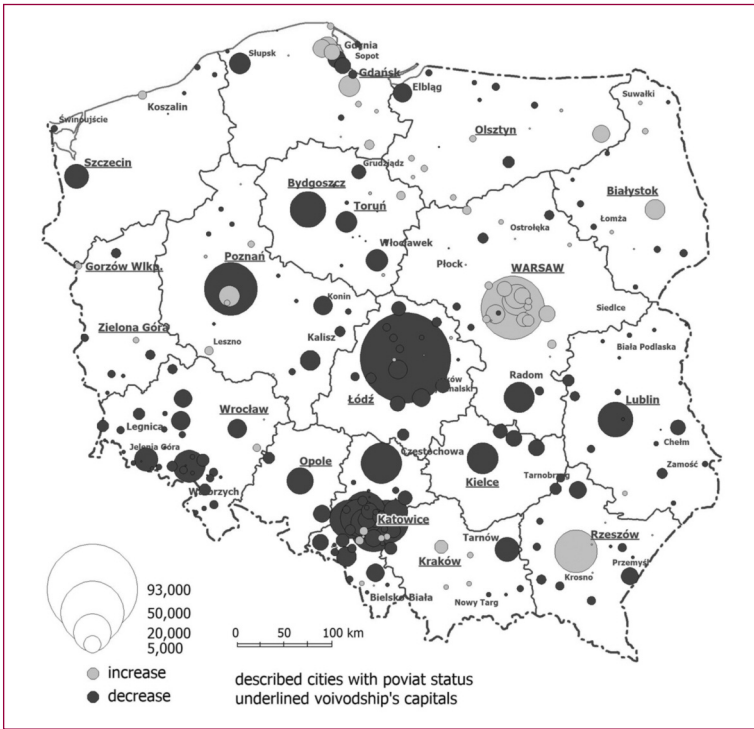 Słupsk
Gdynia
Sopot
Gdańsk
Elbląg
Koszalin
Świnoujście
Suwałki
Olsztyn
Szczecin
Grudziądz
Bydgoszcz
Toruń
Białystok
Łomża
Ostrołęka
Włocławek
Płock
Gorzów Wlkp.
Poznań
WARSAW
Konin
Siedlce
Zielona Góra
Leszno
Kalisz
Biała Podlaska
Radom
Łódź
Lublin
Wrocław
Legnica
Chełm
Jelenia Góra
Opole
Częstochowa
Kielce
Zamość
Tarnobrzeg
Katowice
Kraków
Tarnów
Rzeszów
Przemyśl
Krosno
Bielsko Biała
Nowy Targ
93,000
50,000
20,000
5,000
0 50 100 km
increase
decrease
described cities with poviat status
underlined voivodship's capitals